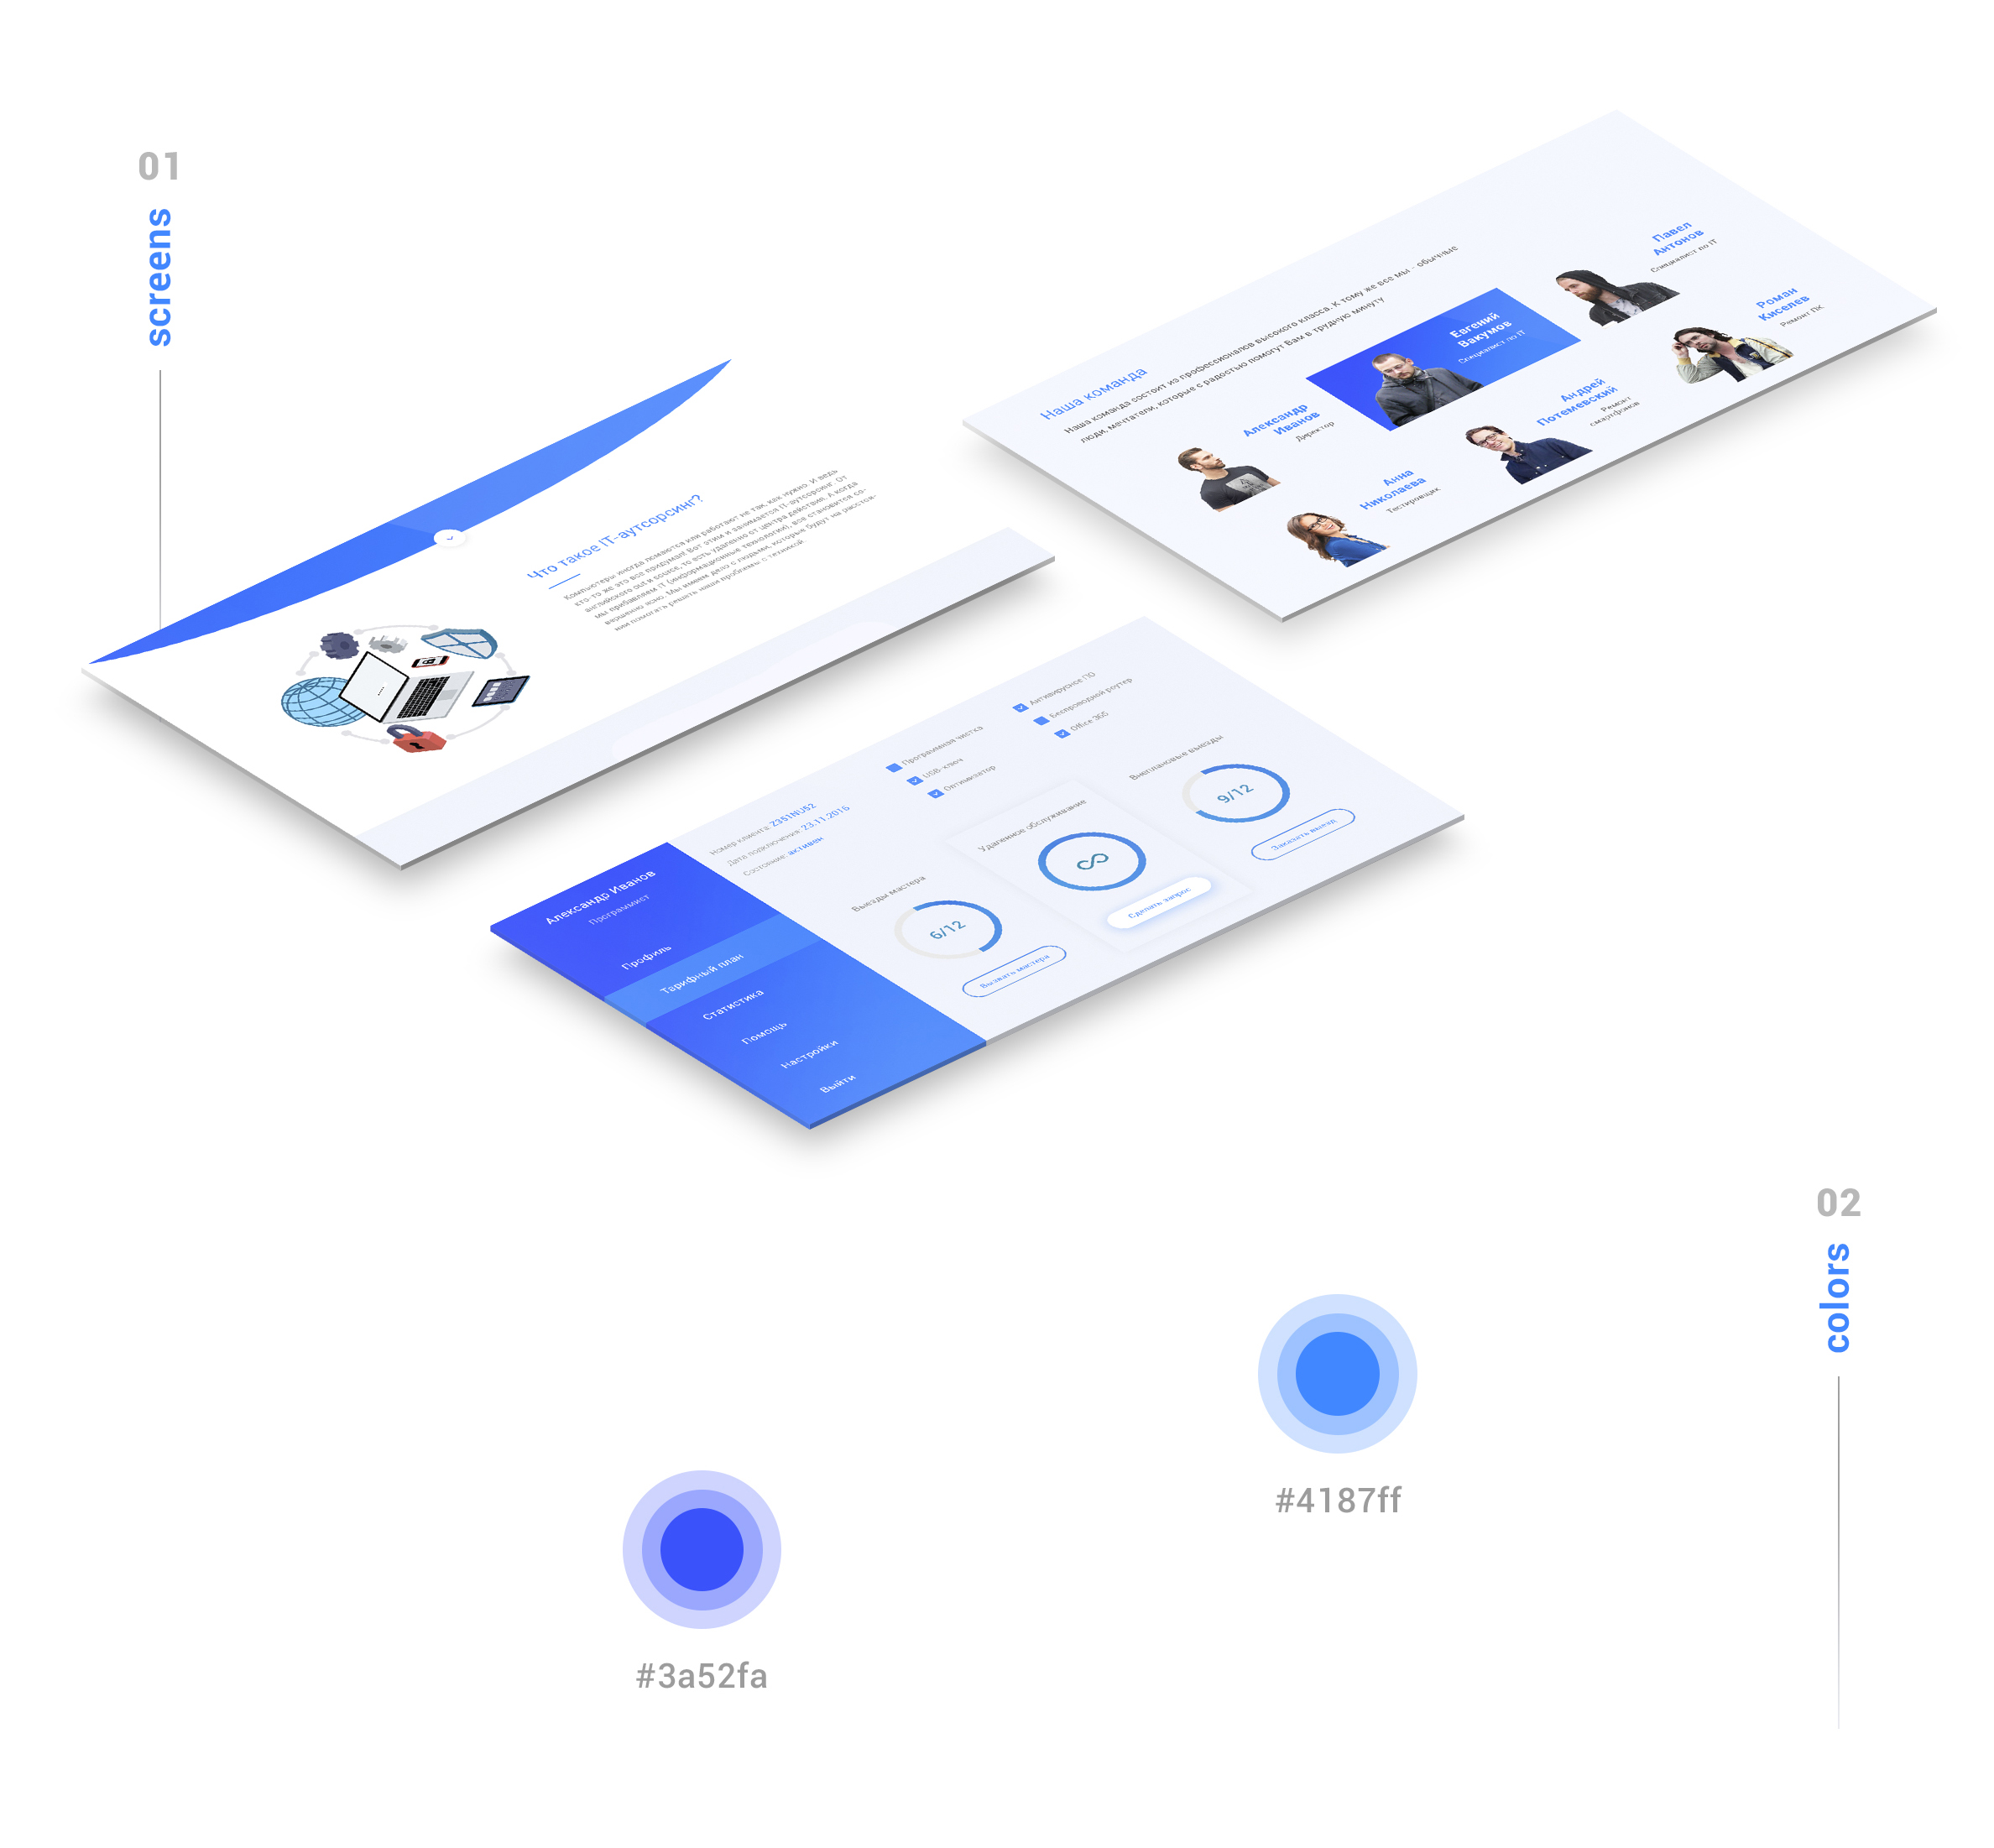 01
screens
Что такое IT-аутсорсинг?
Компьютеры иногда ломаются или работают не так, как нужно. И ведь
кто-то же это все придумал! Вот этим и занимается IT-аутсорсинг. От
английского out и source, то есть удаленно от центра действия. А когда
мы прибавляем IT (информационные технологии), все становится со-
вершенно ясно. Мы имеем дело с людьми, которые будут на расстоя-
нии помогать решать наши проблемы с техникой.
Наша команда
Наша команда состоит из профессионалов высокого класса. К тому же все мы - обычные
люди, мечтатели, которые с радостью помогут Вам в трудную минуту
Александр
Иванов
Директор
Евгений
Вакумов
Специалист по IT
Павел
Антонов
Специалист по IT
Анна
Николаева
Тестировщик
Андрей
Потемевский
Ремонт
смартфонов
Роман
Киселев
Ремонт ПК
Александр Иванов
Программист
Профиль
Тарифный план
Статистика
Помощь
Настройки
Выйти
Номер клиента: Z351NU52
Дата подключения: 23.11.2016
Состояние: активен
Программная чистка
USB-ключ
Оптимизатор
Антивирусное ПО
Беспроводной роутер
Office 365
Выезды мастера
6/12
Вызвать мастера
Удаленное обслуживание
∞
Сделать запрос
Внеплановые выезды
9/12
Заказать выезд
02
colors
#4187ff
#3a52fa